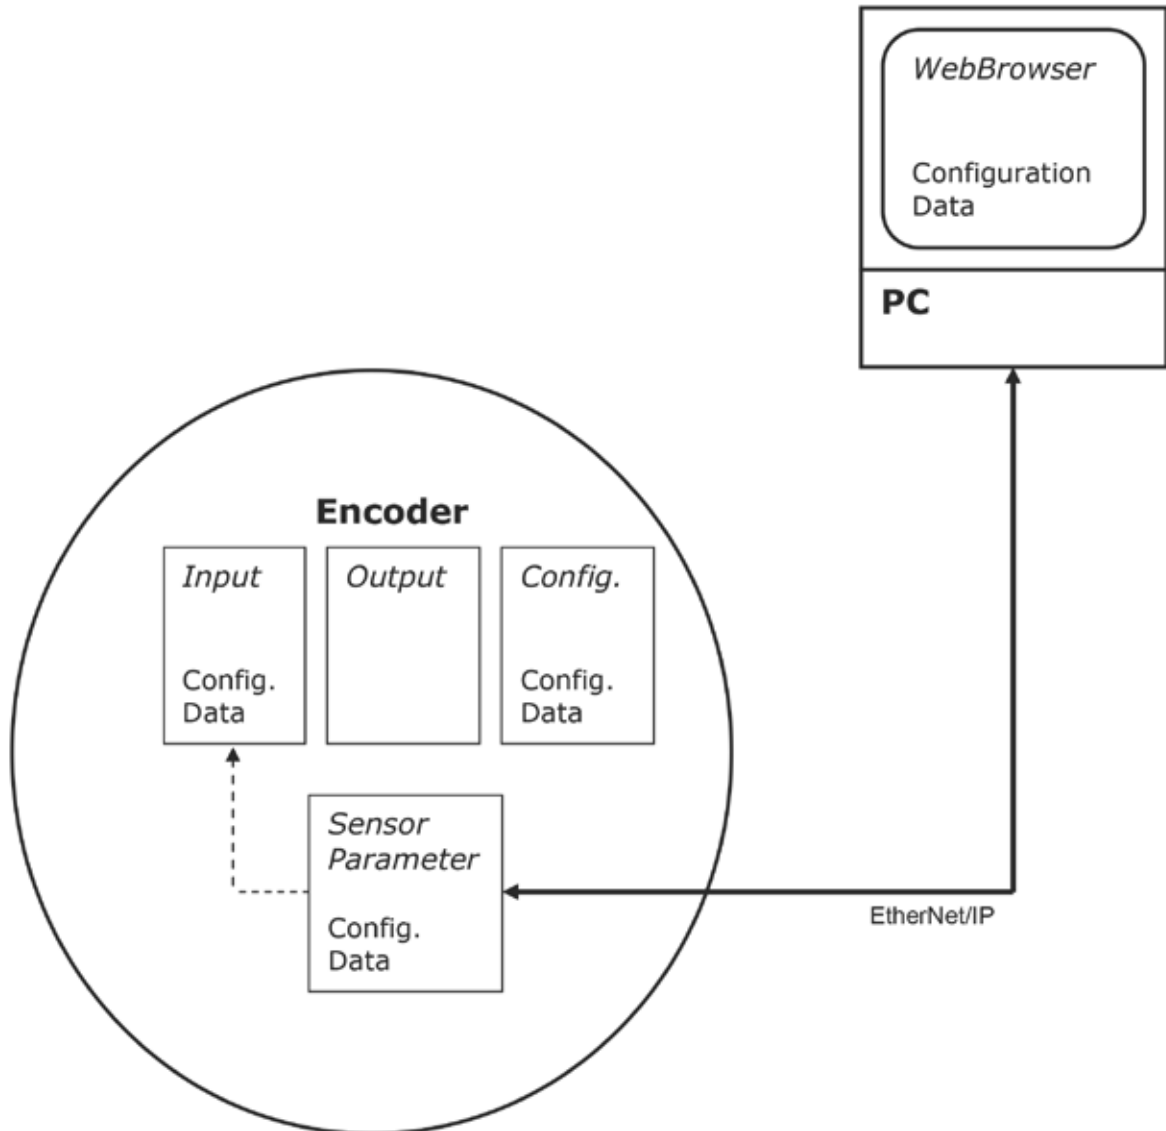 WebBrowser
Configuration
Data
PC
Encoder
Input
Config.
Data
Output
Config.
Config.
Data
Sensor
Parameter
Config.
Data
EtherNet/IP